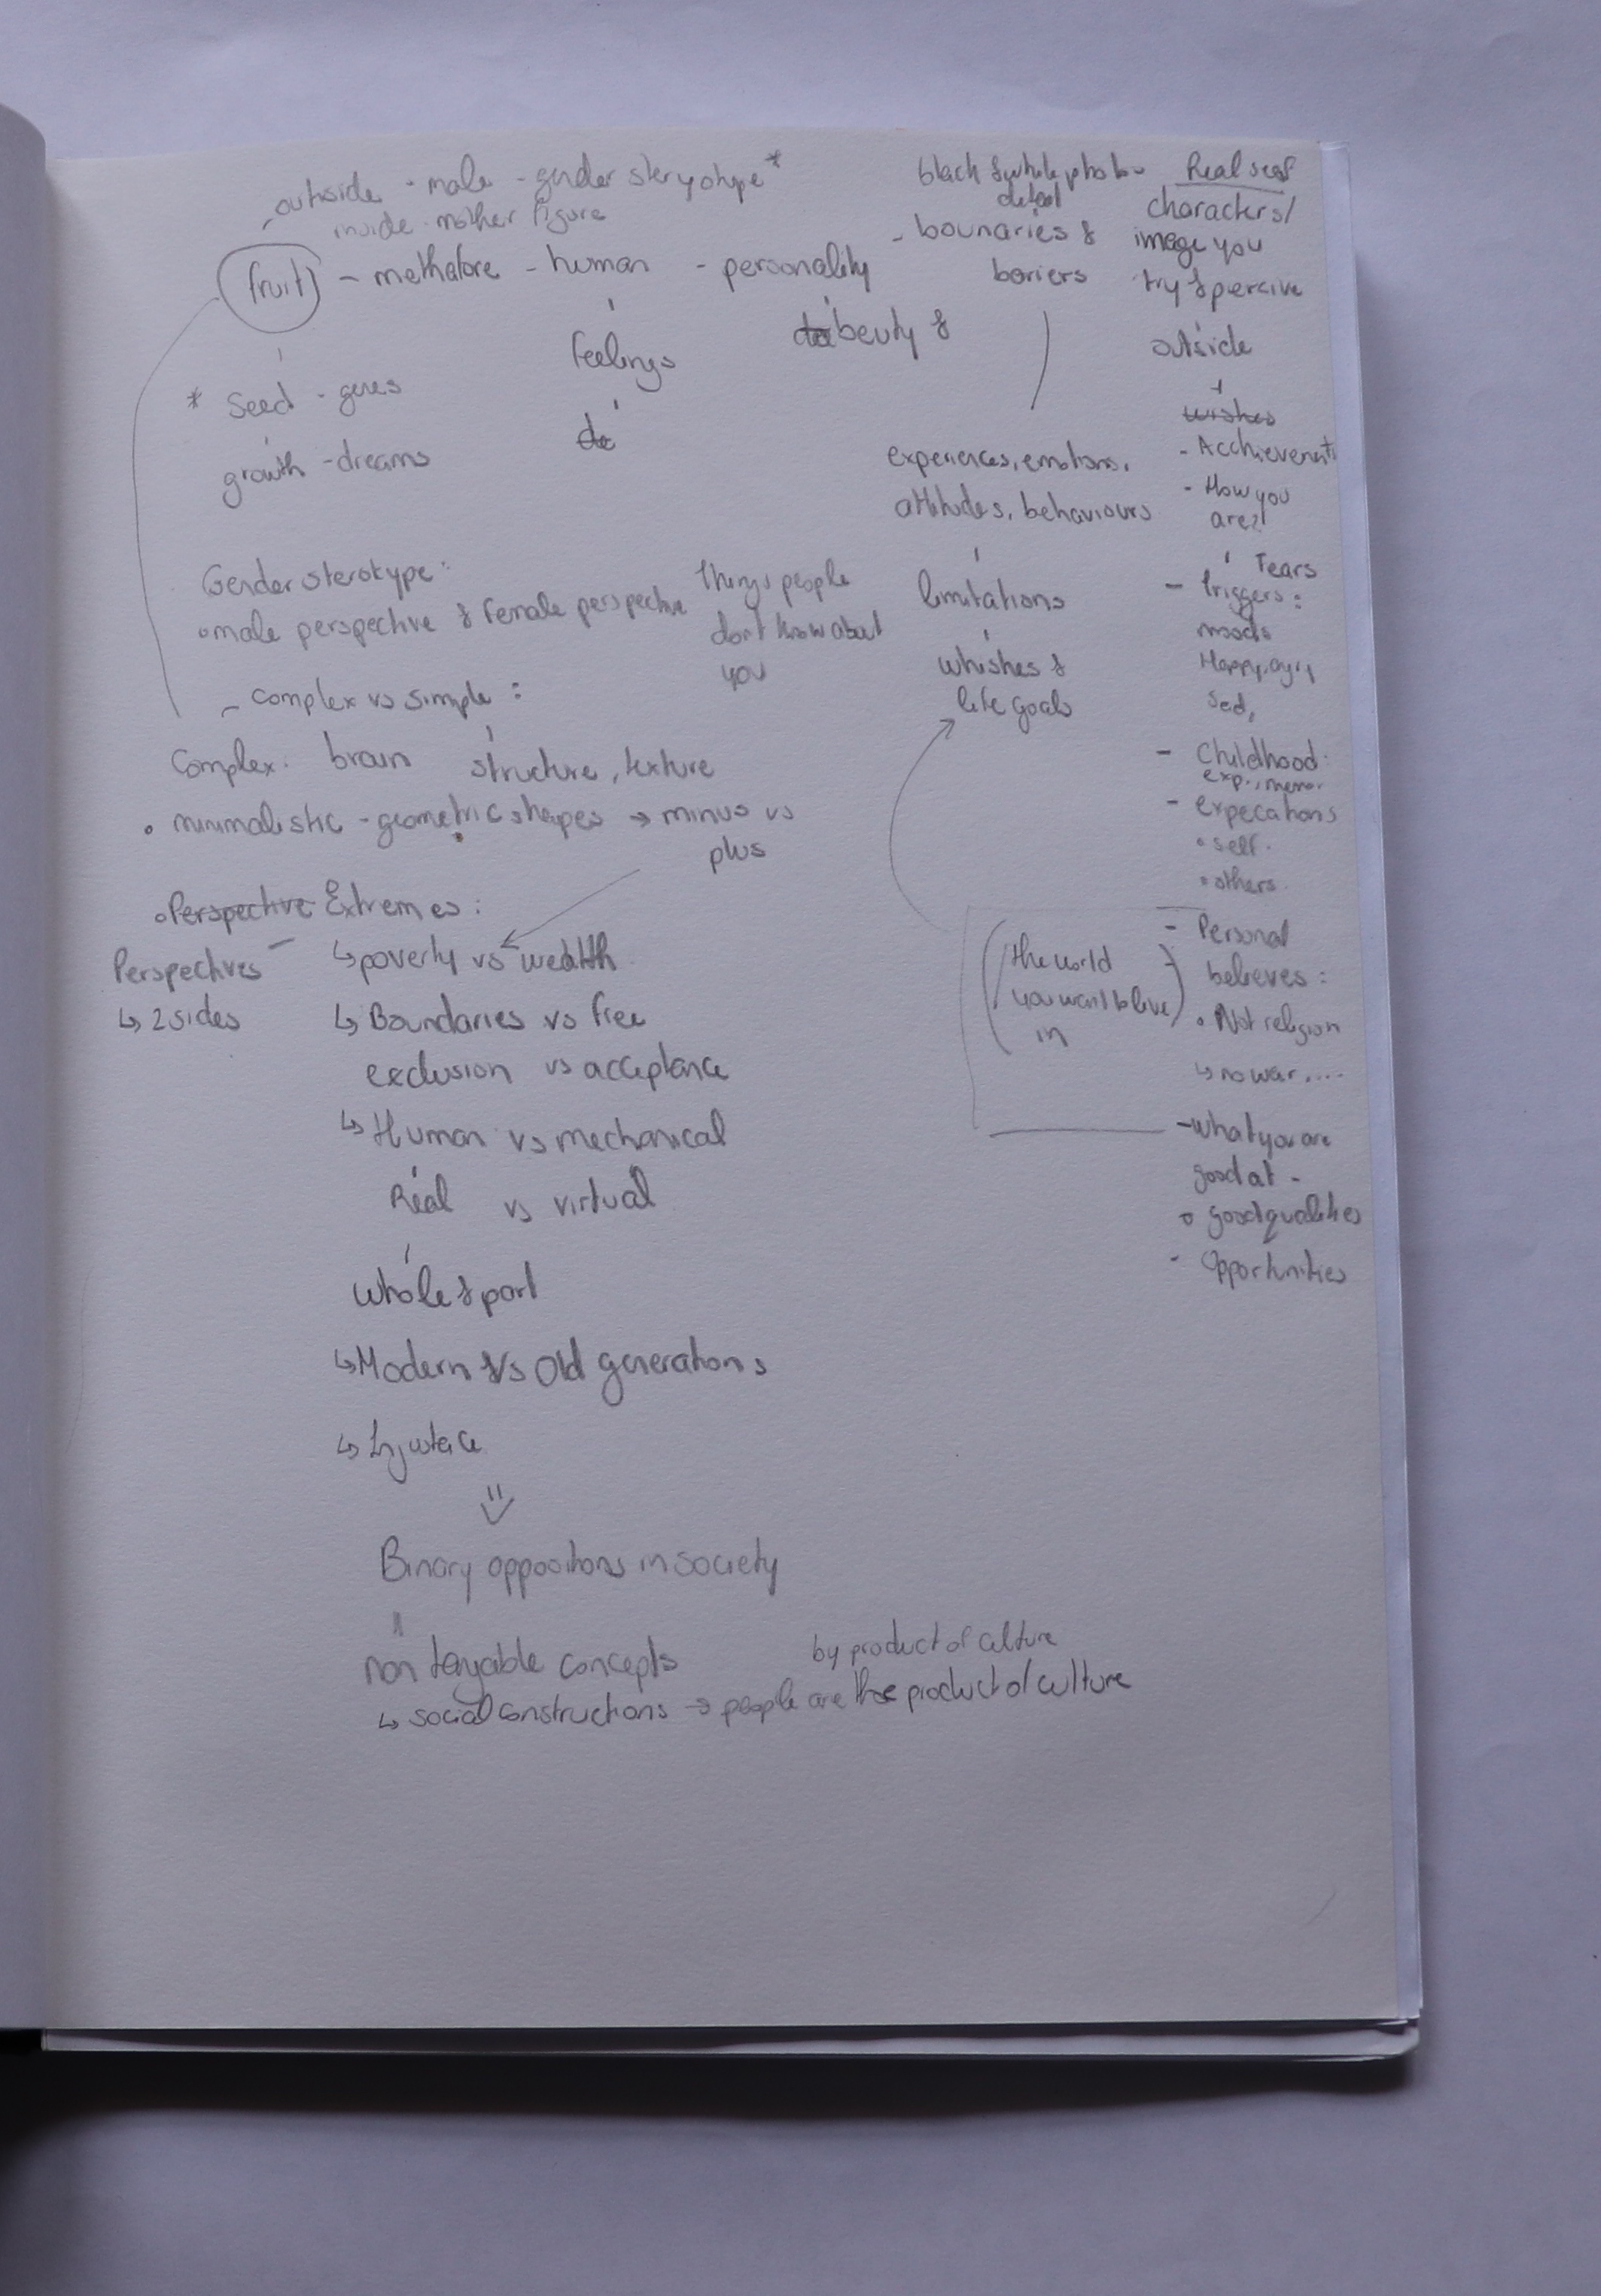 outside - male - gender steryotype*
inside - mother figure
fruit - methafore - human - personality
feelings
beuty &
* Seed - genes
growth - dreams
black & white photo
detail
- bounaries &
boriers
Real self
characters/
image you
try & percive
outside
+
wishes
- Acchievements
- How you
are?!
experiences, emotions,
attitudes, behaviours
limitations
whishes &
life goals
Things people
don't know about
you
Gender sterotype:
• male perspective & female perspective
- complex vs simple :
Complex: brain structure, texture
• minimalistic - geometric shapes → minus vs
plus
• Perspective Extremes:
Perspectives
↳ 2 sides
↳ poverty vs wealth
↳ Boundaries vs free
exclusion vs acceptance
↳ Human vs mechanical
Real vs virtual
whole & part
↳ Modern Vs Old generations
↳ Injustace
Binary oppositions in society
non tangable concepts
by product of culture
↳ social constructions → people are the product of culture
Tears
- Triggers:
moods
Happy, agry,
sad,
- Childhood:
exp., memor.
- expecations
• self.
• others.
- Personal
believes:
• Not religion
↳ no war....
(the world
you want to live
in)
- what you are
good at -
• good qualities
- Opportunities